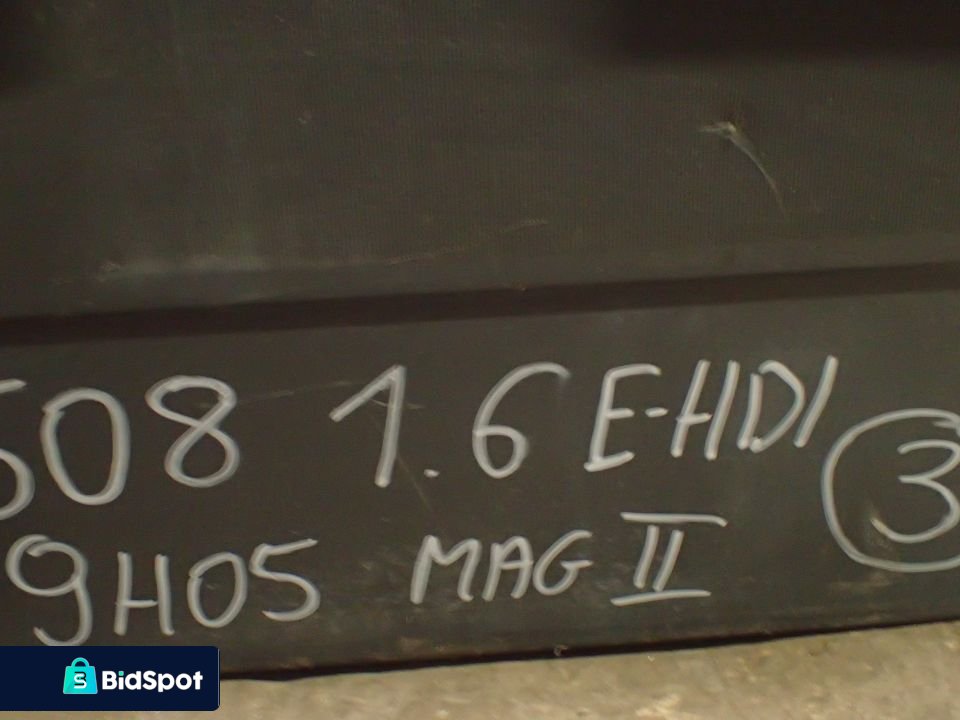 508 1.6 E-HDI
3
9H05 MAG II
BidSpot